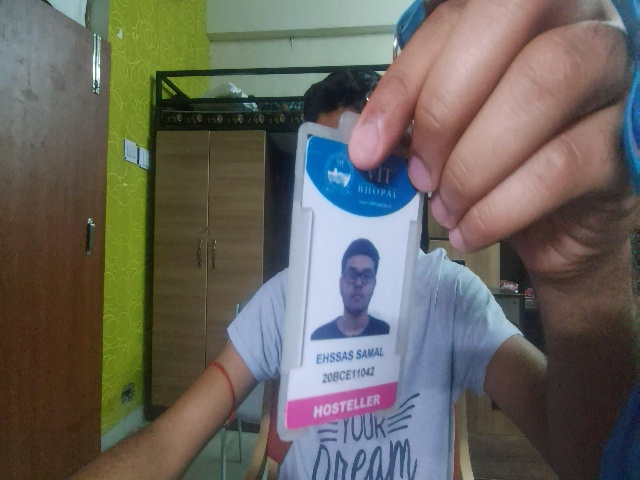 VIT
BHOPAL
EHSSAS SAMAL
20BCE11042
HOSTELLER
YOUR
Dream